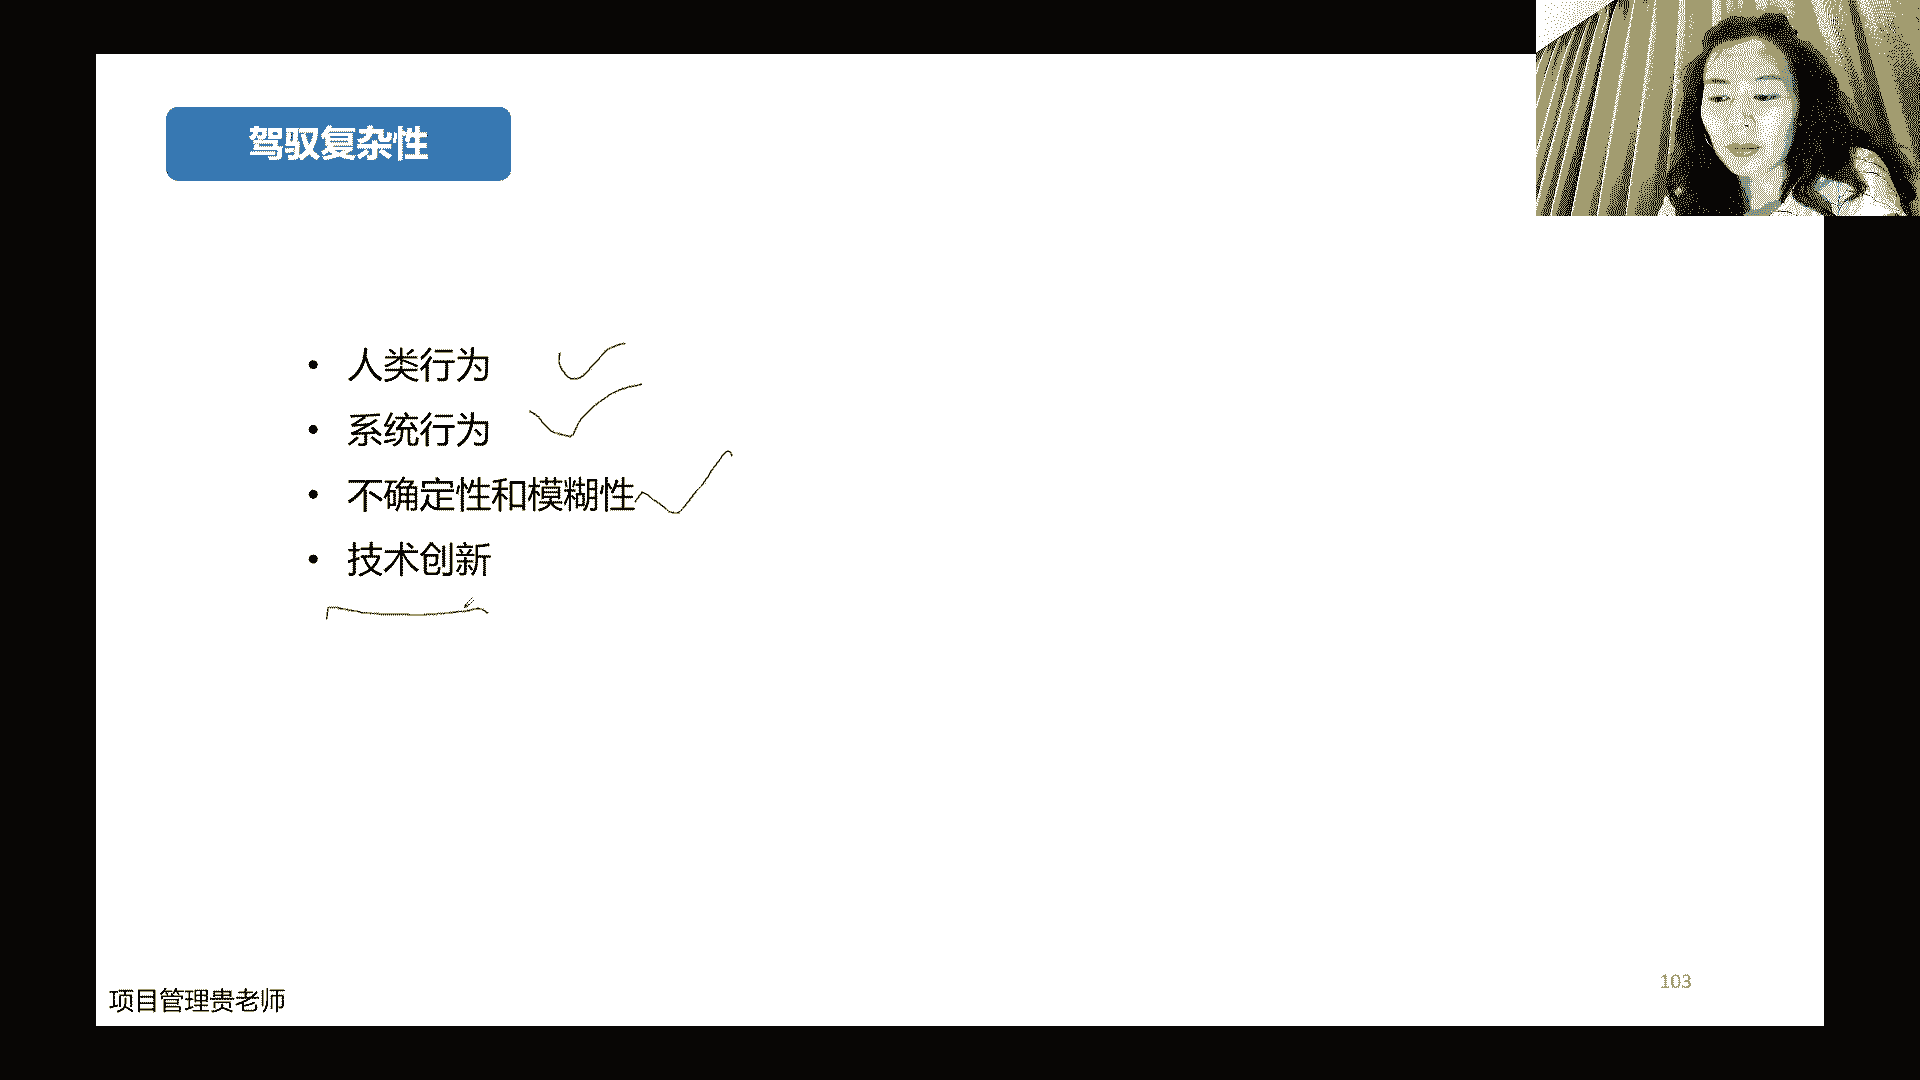 驾驭复杂性
• 人类行为
• 系统行为
• 不确定性和模糊性
• 技术创新
项目管理贵老师
103